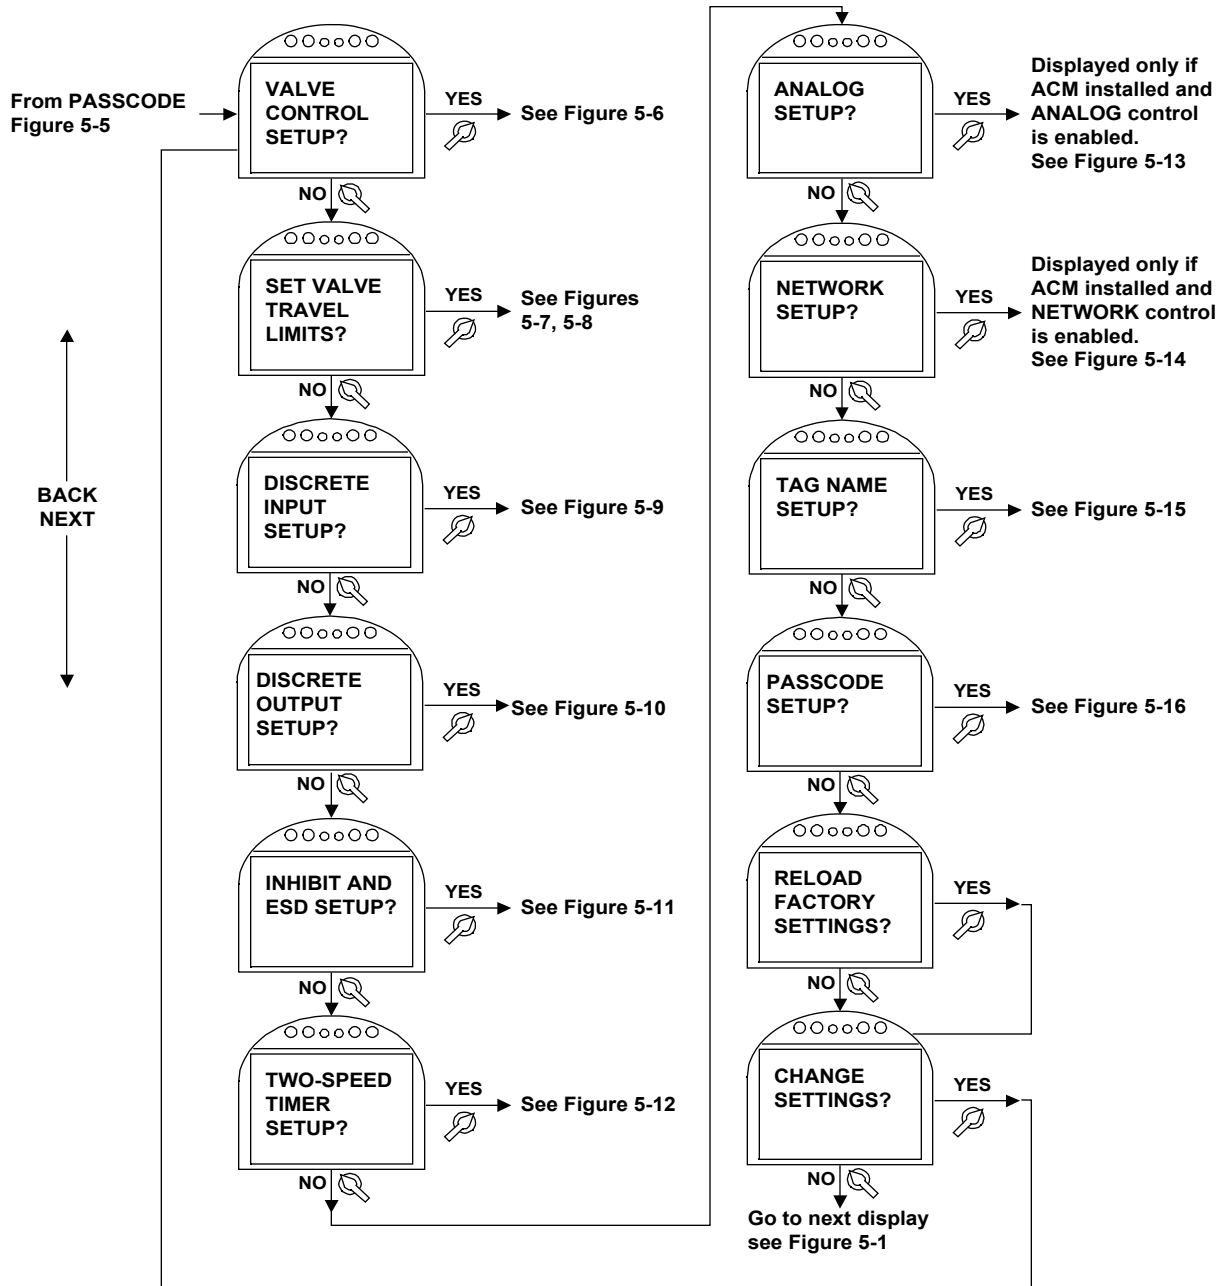 From PASSCODE
Figure 5-5
VALVE
CONTROL
SETUP?
YES
See Figure 5-6
NO
SET VALVE
TRAVEL
LIMITS?
YES
See Figures
5-7, 5-8
NO
BACK
NEXT
DISCRETE
INPUT
SETUP?
YES
See Figure 5-9
NO
DISCRETE
OUTPUT
SETUP?
YES
See Figure 5-10
NO
INHIBIT AND
ESD SETUP?
YES
See Figure 5-11
NO
TWO-SPEED
TIMER
SETUP?
YES
See Figure 5-12
NO
ANALOG
SETUP?
YES
Displayed only if
ACM installed and
ANALOG control
is enabled.
See Figure 5-13
NO
NETWORK
SETUP?
YES
Displayed only if
ACM installed and
NETWORK control
is enabled.
See Figure 5-14
NO
TAG NAME
SETUP?
YES
See Figure 5-15
NO
PASSCODE
SETUP?
YES
See Figure 5-16
NO
RELOAD
FACTORY
SETTINGS?
YES
NO
CHANGE
SETTINGS?
YES
NO
Go to next display
see Figure 5-1